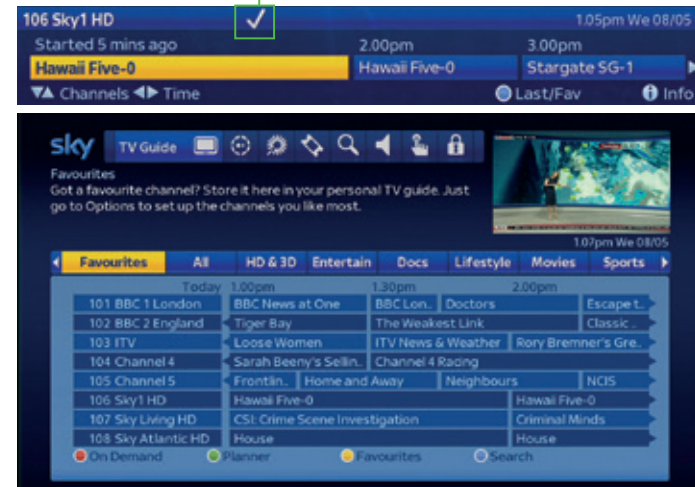 106 Sky1 HD 1.05pm We 08/05
Started 5 mins ago 2.00pm 3.00pm
Hawaii Five-0 Hawaii Five-0 Stargate SG-1
Channels Time Last/Fav i Info
sky TV Guide
Favourites
Got a favourite channel? Store it here in your personal TV guide. Just
go to Options to set up the channels you like most.
1.07pm We 08/05
Favourites All HD & 3D Entertain Docs Lifestyle Movies Sports
Today 1.00pm 1.30pm 2.00pm
101 BBC 1 London BBC News at One BBC Lon.. Doctors Escape t..
102 BBC 2 England Tiger Bay The Weakest Link Classic ..
103 ITV Loose Women ITV News & Weather Rory Bremner's Gre..
104 Channel 4 Sarah Beeny's Sellin.. Channel 4 Racing
105 Channel 5 Frontlin.. Home and Away Neighbours NCIS
106 Sky1 HD Hawaii Five-0 Hawaii Five-0
107 Sky Living HD CSI: Crime Scene Investigation Criminal Minds
108 Sky Atlantic HD House House
On Demand Planner Favourites Search